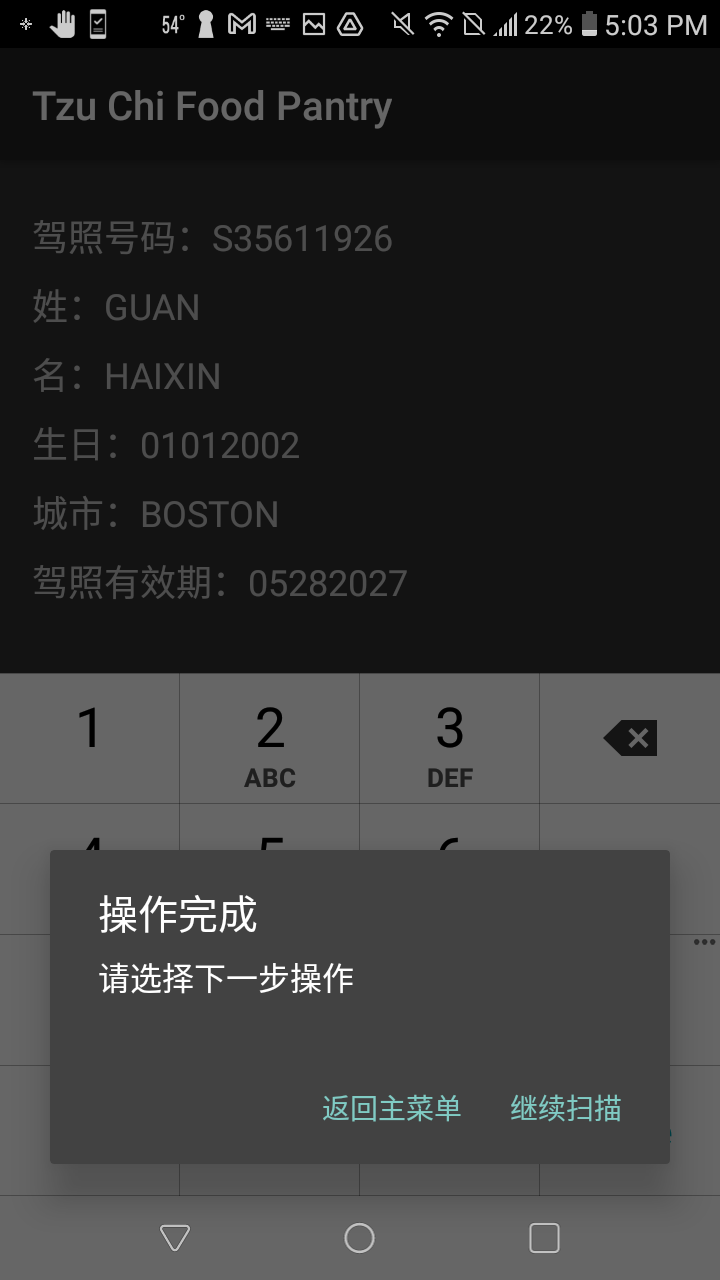 54°
22%
5:03 PM
Tzu Chi Food Pantry
驾照号码：S35611926
姓：GUAN
名：HAIXIN
生日：01012002
城市：BOSTON
驾照有效期：05282027
1 2 3
ABC DEF
操作完成
请选择下一步操作
返回主菜单 继续扫描